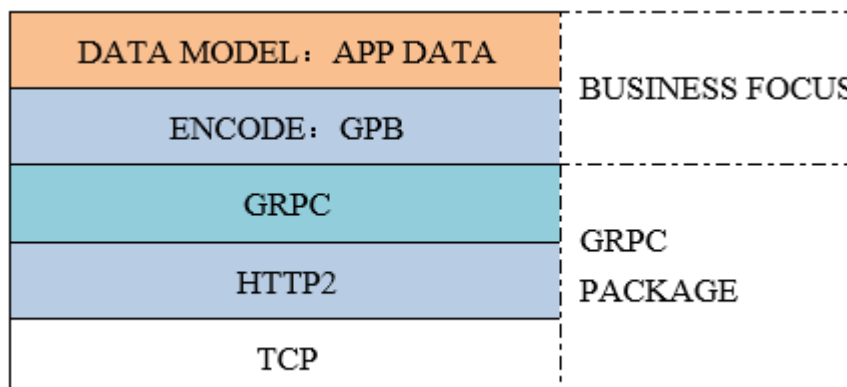 DATA MODEL：APP DATA
BUSINESS FOCUS
ENCODE：GPB
GRPC
GRPC
PACKAGE
HTTP2
TCP